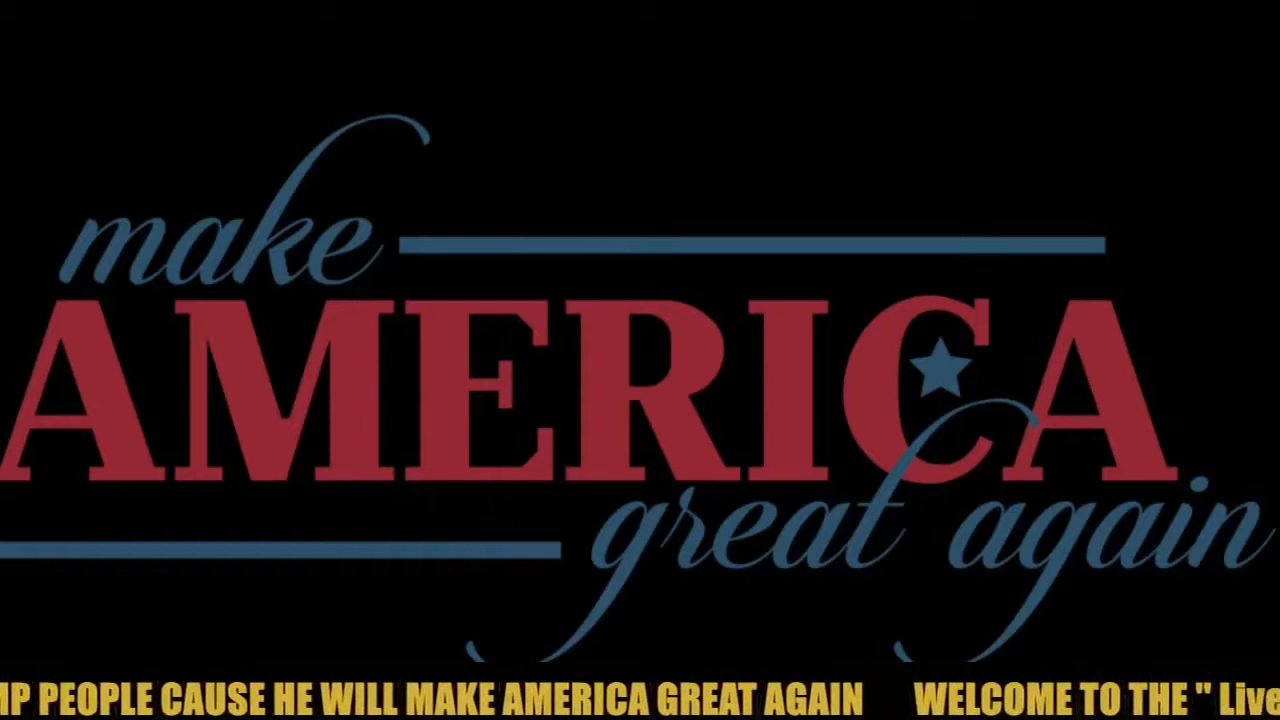 make
AMERICA
great again
PEOPLE CAUSE HE WILL MAKE AMERICA GREAT AGAIN WELCOME TO THE " Live